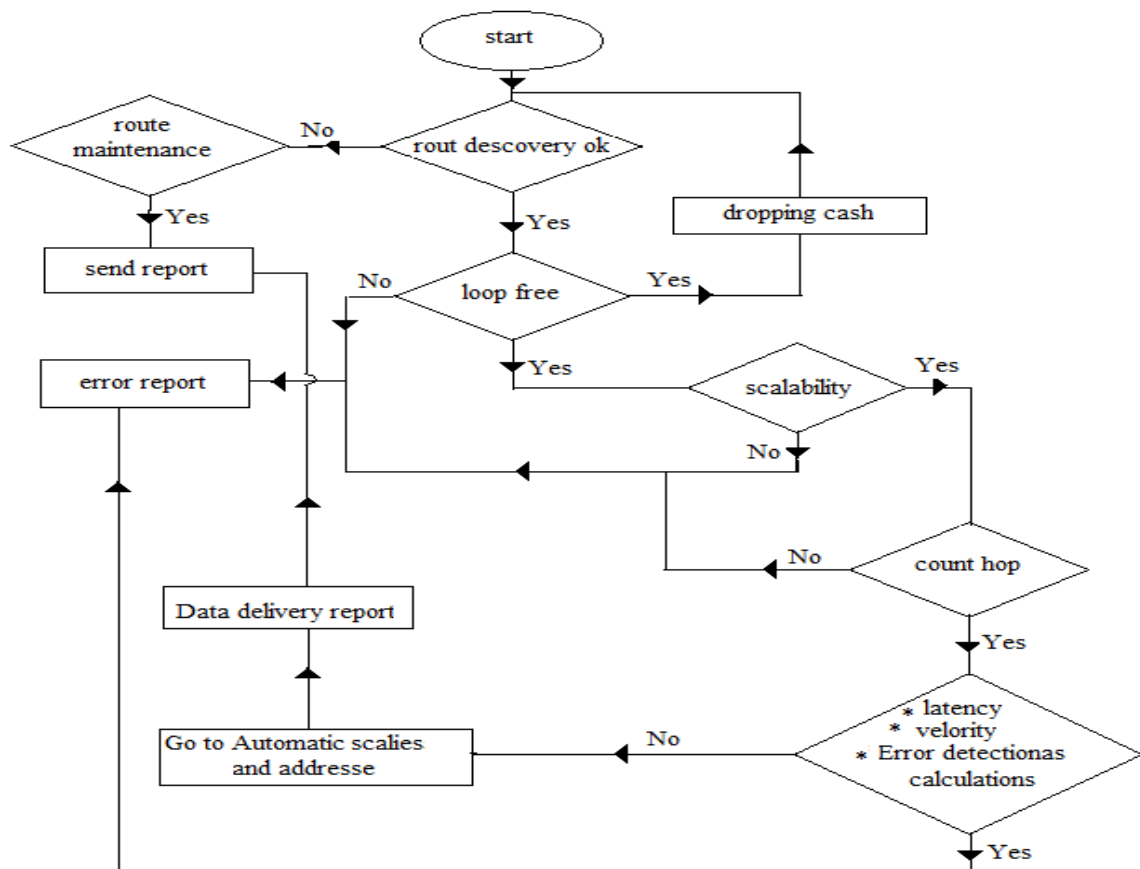 start
route
maintenance
No
rout descovery ok
Yes
Yes
dropping cash
send report
No
loop free
Yes
error report
Yes
scalability
Yes
No
No
count hop
Data delivery report
Yes
* latency
* velority
* Error detectionas
calculations
No
Go to Automatic scalies
and addresse
Yes